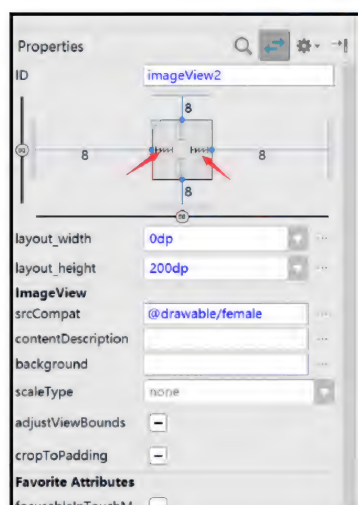 Properties
ID imageView2
8
8 8
50
8
50
layout_width 0dp
layout_height 200dp
ImageView
srcCompat @drawable/female
contentDescription
background
scaleType none
adjustViewBounds
cropToPadding
Favorite Attributes